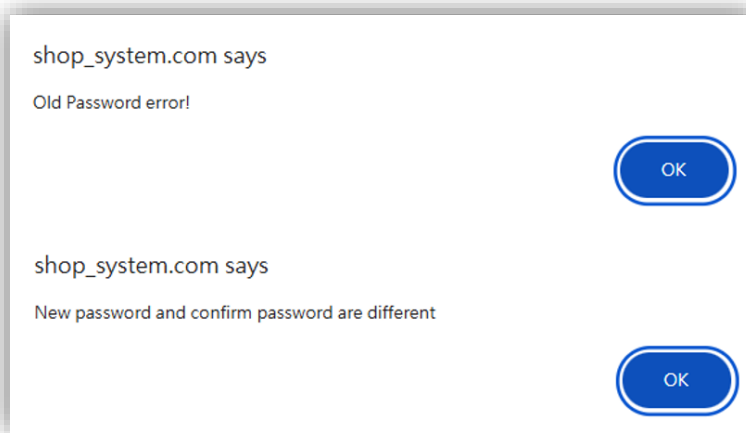 shop_system.com says
Old Password error!
OK
shop_system.com says
New password and confirm password are different
OK